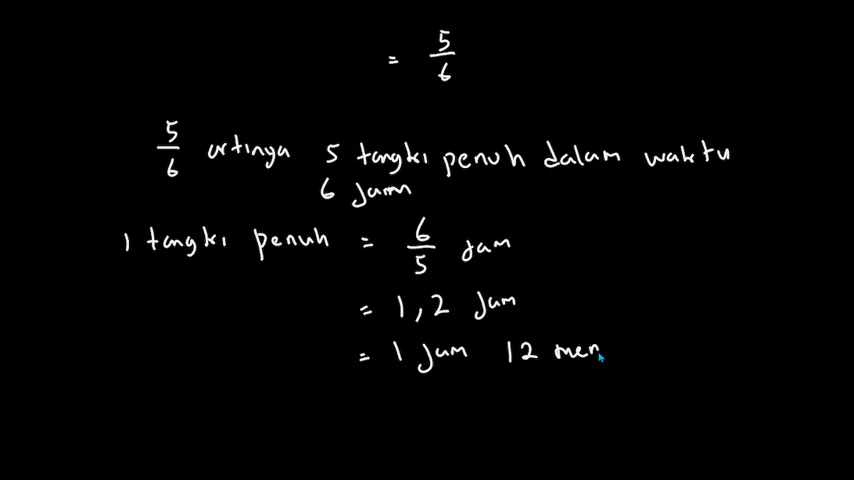 = 5/6
5/6 artinya 5 tangki penuh dalam waktu
6 jam
1 tangki penuh = 6/5 jam
= 1,2 jam
= 1 jam 12 men